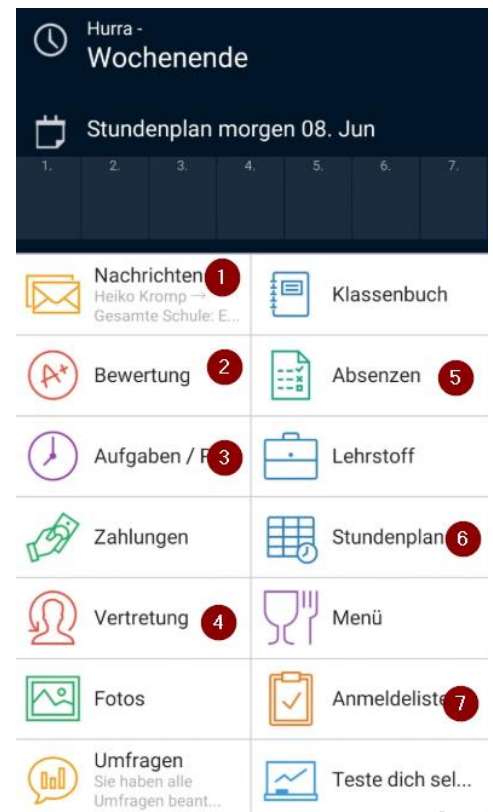 Hurra -
Wochenende
Stundenplan morgen 08. Jun
1. 2. 3. 4. 5. 6. 7.
Nachrichten 1
Heiko Kromp →
Gesamte Schule: E...
Klassenbuch
A+
Bewertung 2
Absenzen 5
Aufgaben / 3
Lehrstoff
Zahlungen
Stundenplan 6
Vertretung 4
Menü
Fotos
Anmeldeliste 7
Umfragen
Sie haben alle
Umfragen beant...
Teste dich sel...